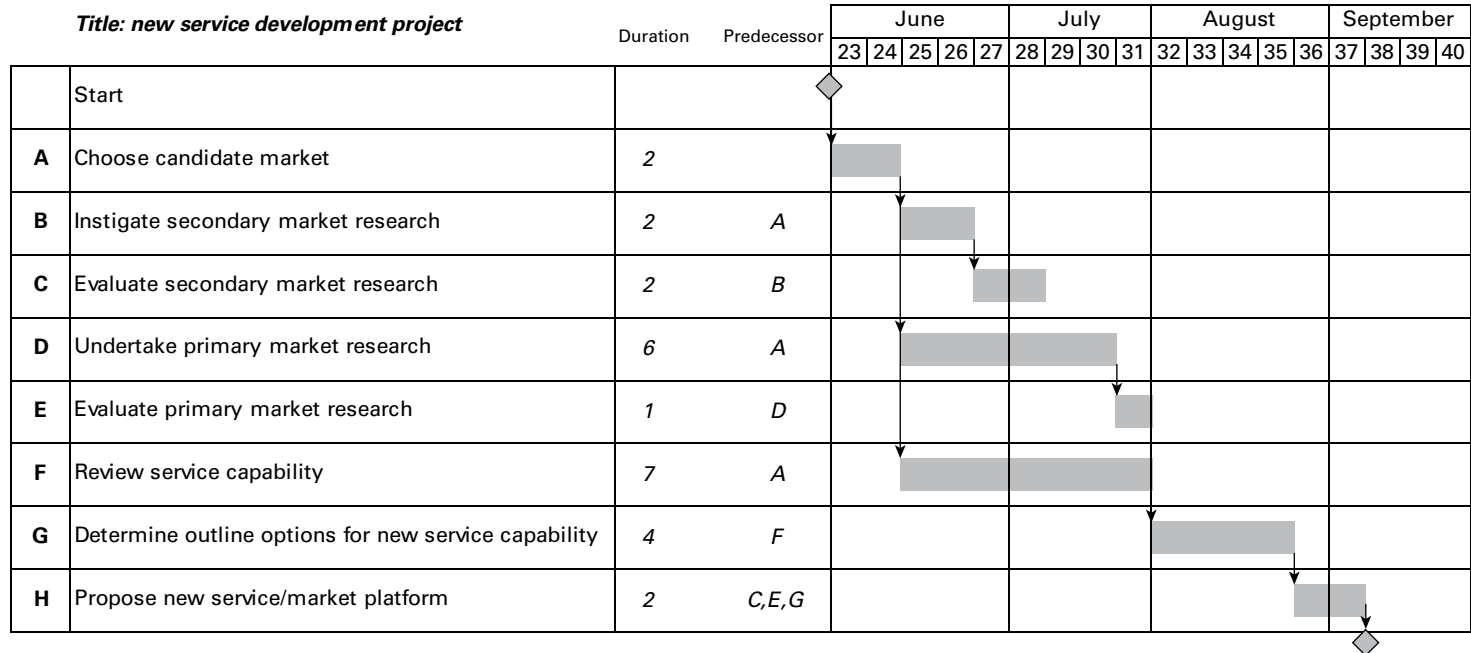 Title: new service development project
Duration Predecessor
June July August September
23 24 25 26 27 28 29 30 31 32 33 34 35 36 37 38 39 40
Start
A Choose candidate market 2
B Instigate secondary market research 2 A
C Evaluate secondary market research 2 B
D Undertake primary market research 6 A
E Evaluate primary market research 1 D
F Review service capability 7 A
G Determine outline options for new service capability 4 F
H Propose new service/market platform 2 C,E,G